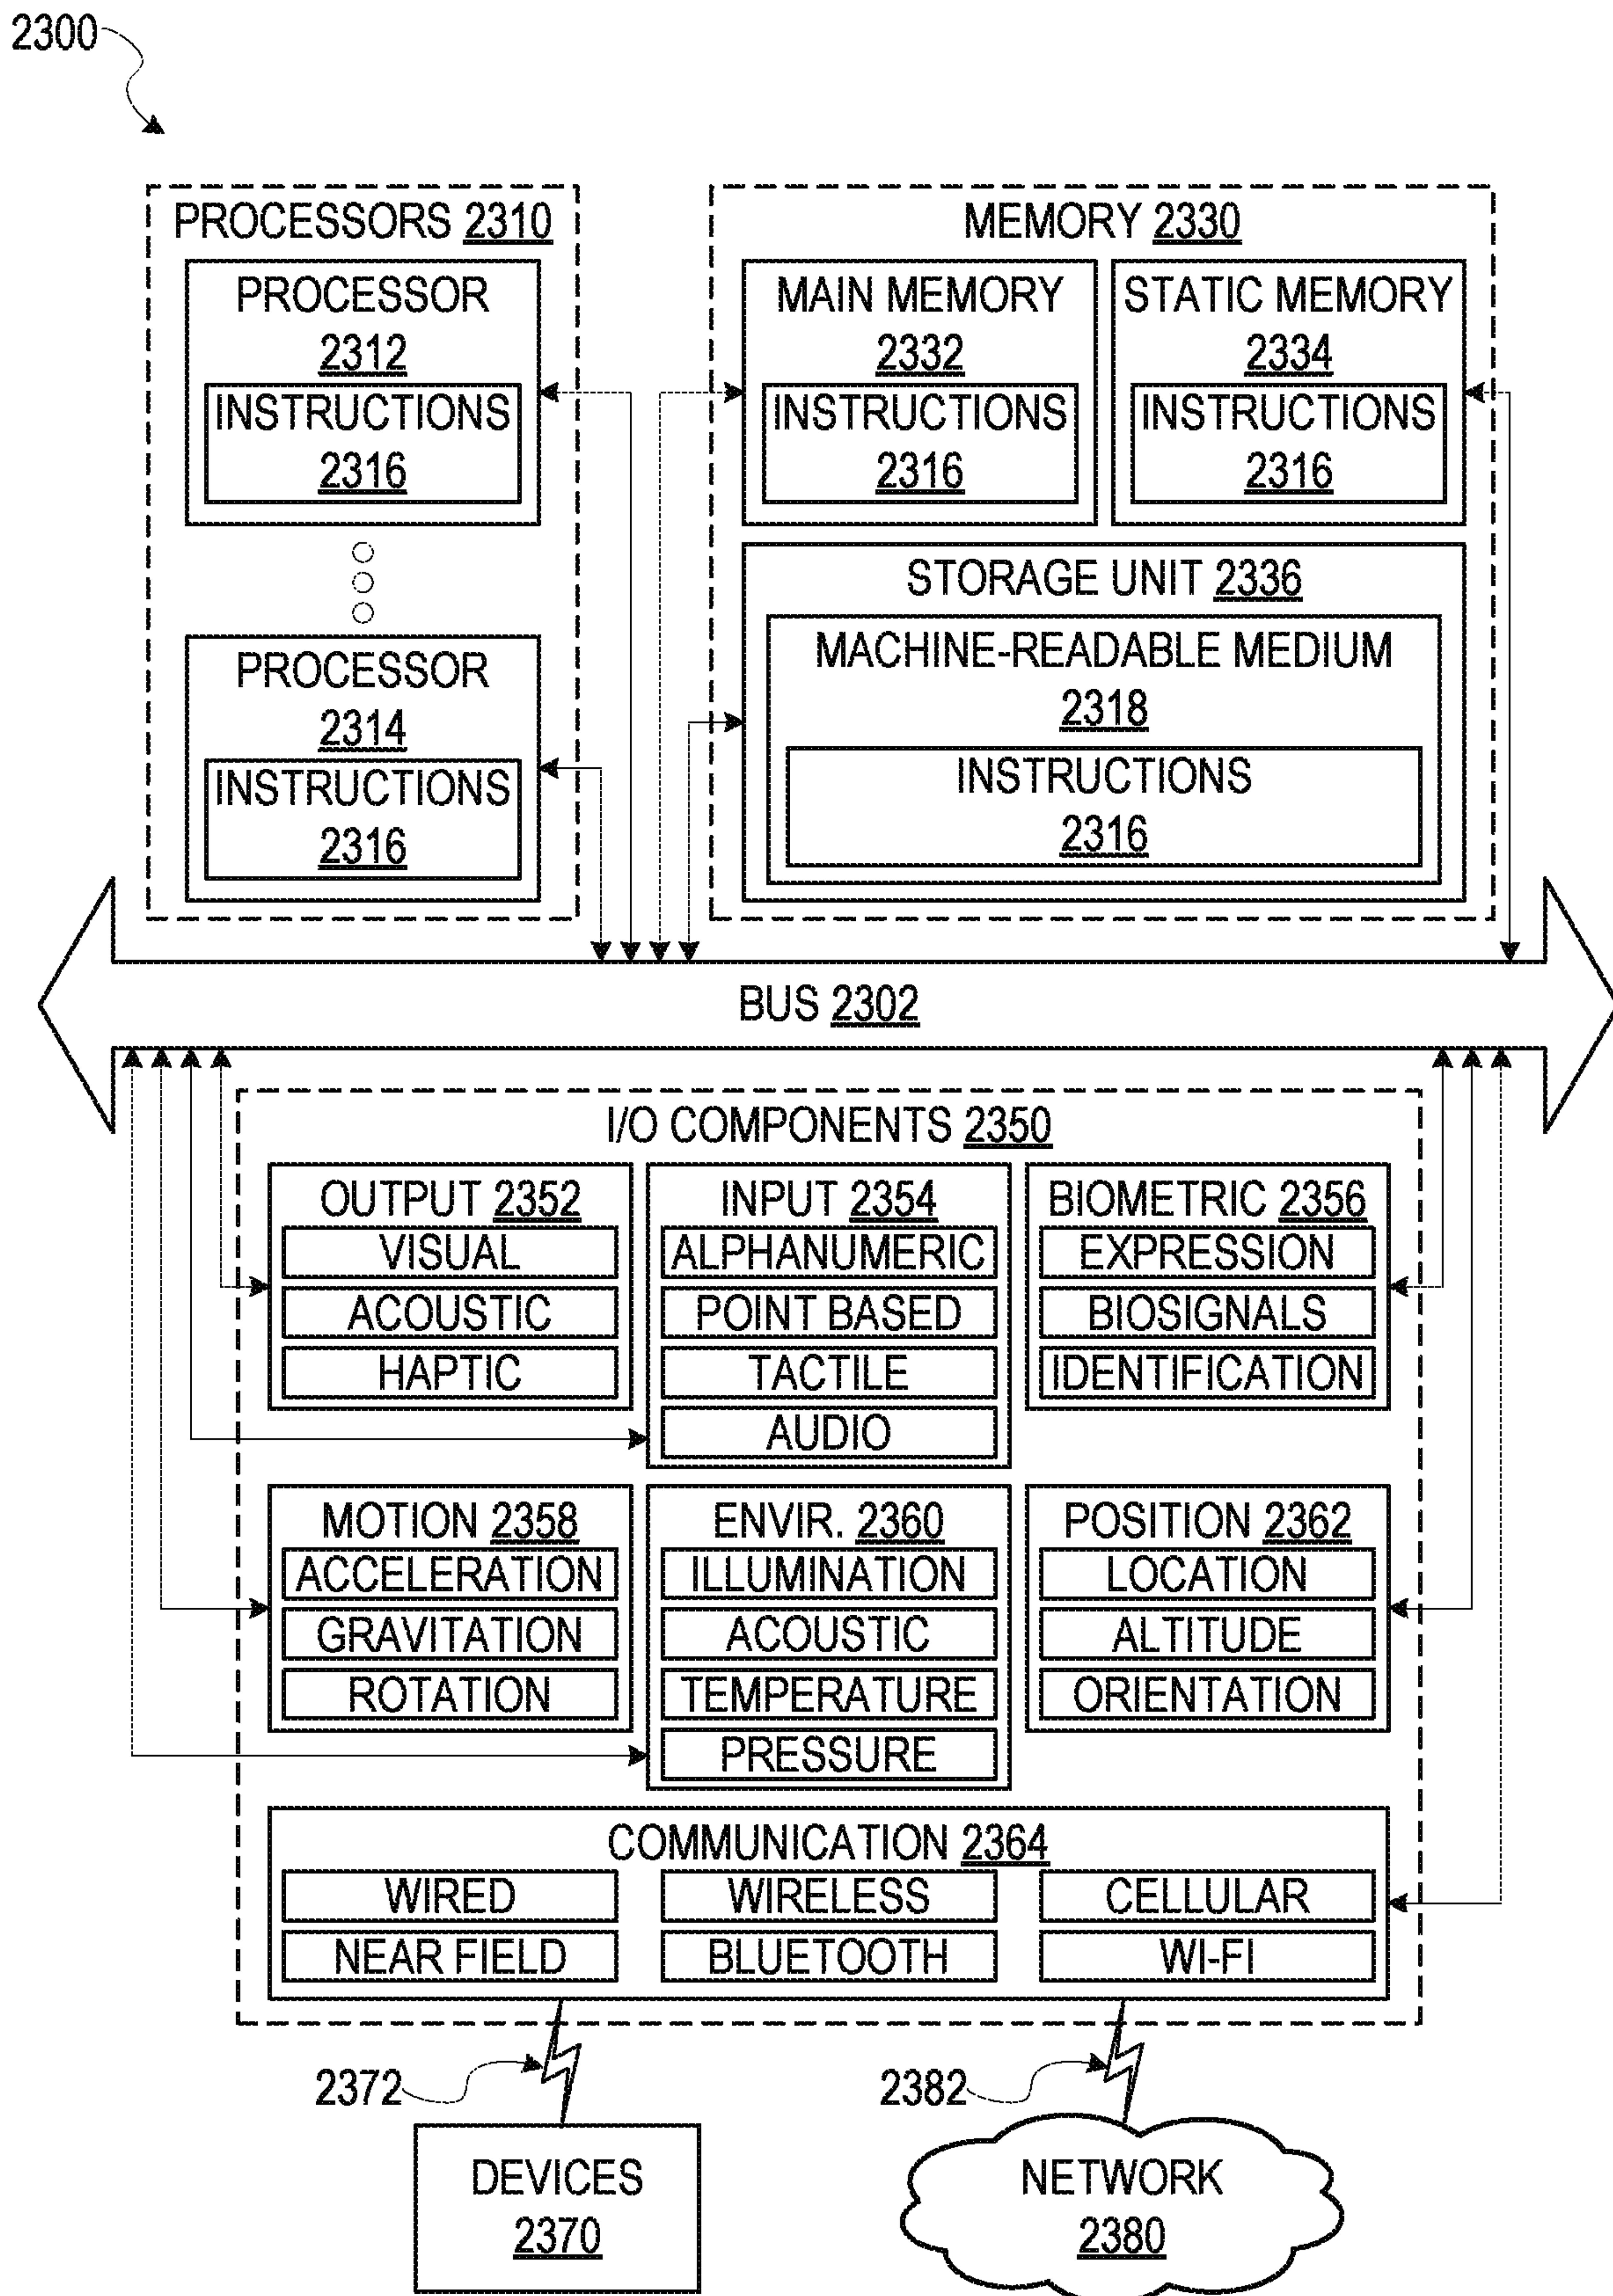 2300
PROCESSORS 2310
PROCESSOR
2312
INSTRUCTIONS
2316
PROCESSOR
2314
INSTRUCTIONS
2316
MEMORY 2330
MAIN MEMORY
2332
INSTRUCTIONS
2316
STATIC MEMORY
2334
INSTRUCTIONS
2316
STORAGE UNIT 2336
MACHINE-READABLE MEDIUM
2318
INSTRUCTIONS
2316
BUS 2302
I/O COMPONENTS 2350
OUTPUT 2352
VISUAL
ACOUSTIC
HAPTIC
INPUT 2354
ALPHANUMERIC
POINT BASED
TACTILE
AUDIO
BIOMETRIC 2356
EXPRESSION
BIOSIGNALS
IDENTIFICATION
MOTION 2358
ACCELERATION
GRAVITATION
ROTATION
ENVIR. 2360
ILLUMINATION
ACOUSTIC
TEMPERATURE
PRESSURE
POSITION 2362
LOCATION
ALTITUDE
ORIENTATION
COMMUNICATION 2364
WIRED
WIRELESS
CELLULAR
NEAR FIELD
BLUETOOTH
WI-FI
2372
2382
DEVICES
2370
NETWORK
2380